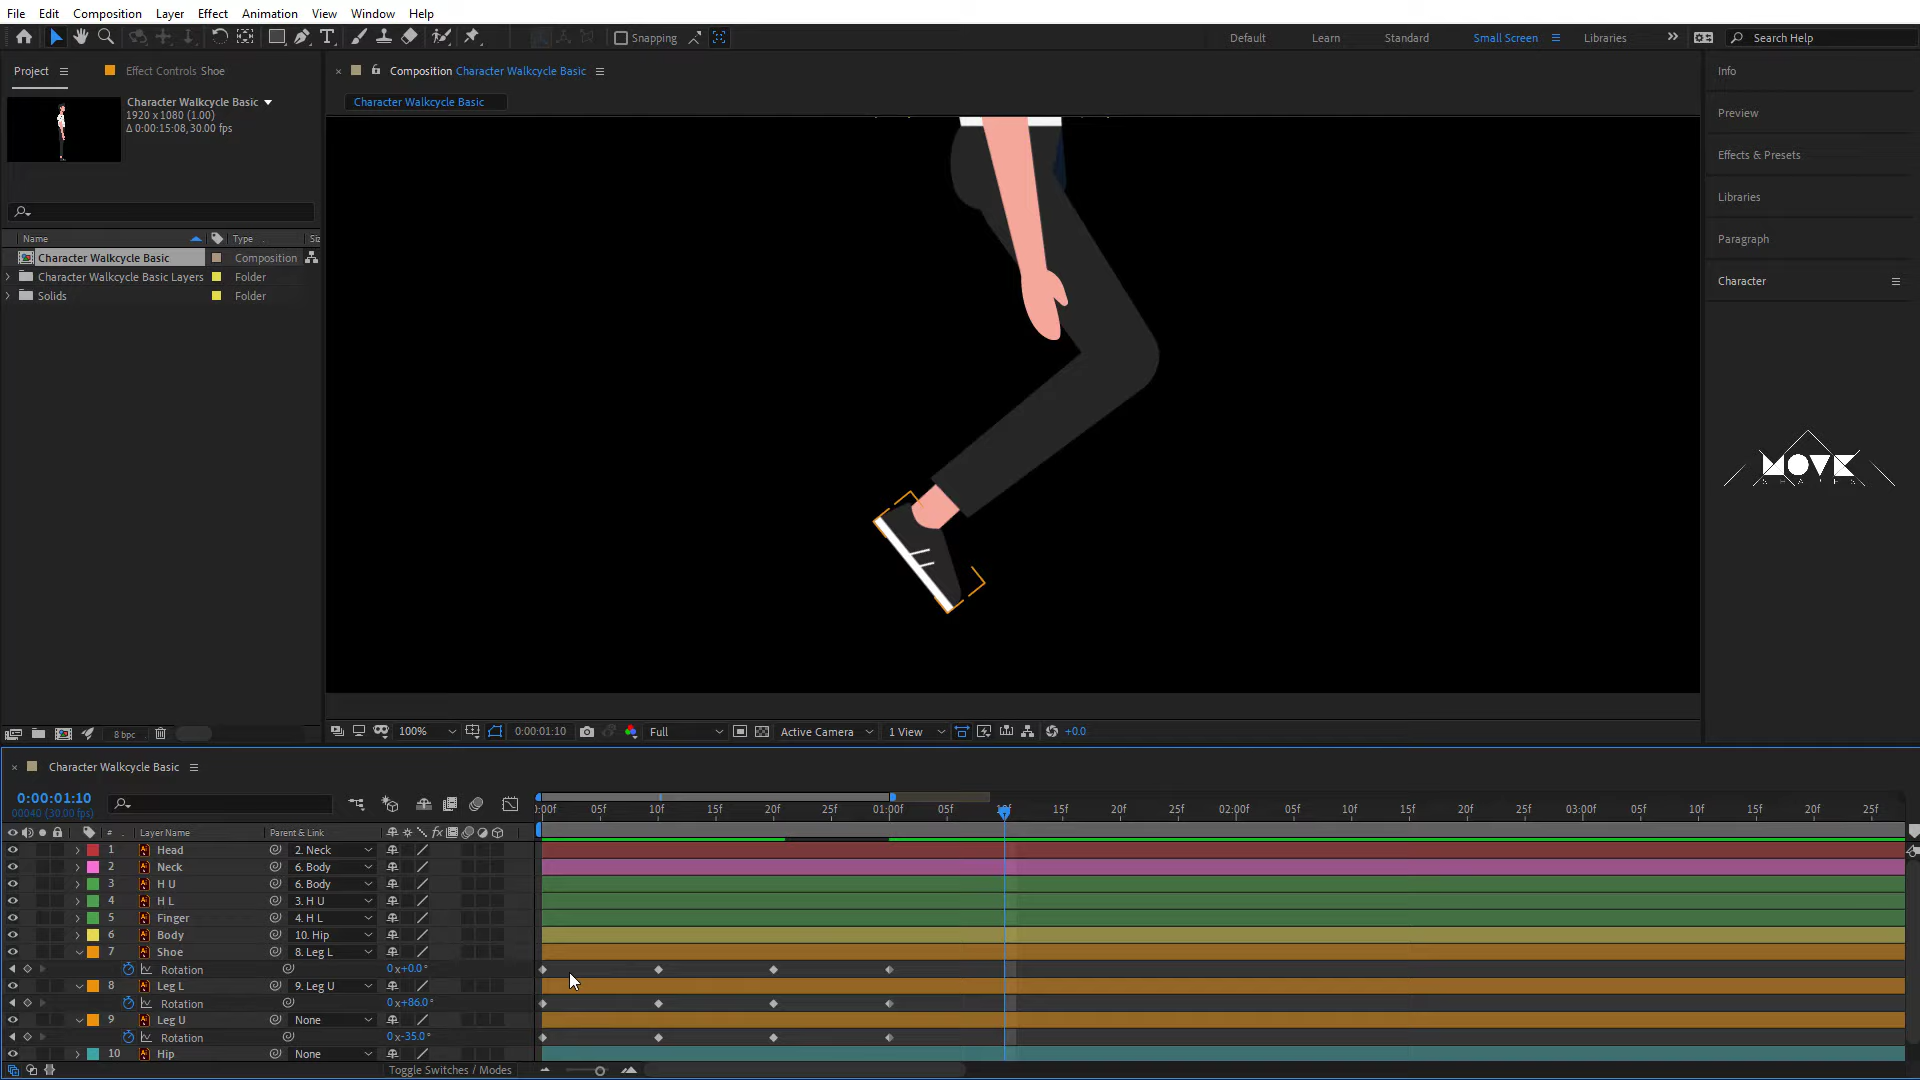 File Edit Composition Layer Effect Animation View Window Help
Snapping Default Learn Standard Small Screen Libraries Search Help
Project Effect Controls Shoe Composition Character Walkcycle Basic Info
Character Walkcycle Basic
1920 x 1080 (1.00)
Δ 0:00:15:08, 30.00 fps
Character Walkcycle Basic
Preview
Effects & Presets
Libraries
Paragraph
Character
Name Type
Character Walkcycle Basic Composition
Character Walkcycle Basic Layers Folder
Solids Folder
MOVE
8 bpc 100% 0:00:01:10 Full Active Camera 1 View +0.0
Character Walkcycle Basic
0:00:01:10
00040 (30.00 fps)
:00f 05f 10f 15f 20f 25f 01:00f 05f 10f 15f 20f 25f 02:00f 05f 10f 15f 20f 25f 03:00f 05f 10f 15f 20f
# Layer Name Parent & Link
1 Head 2. Neck
2 Neck 6. Body
3 H U 6. Body
4 H L 3. H U
5 Finger 4. H L
6 Body 10. Hip
7 Shoe 8. Leg L
Rotation 0x+0.0°
8 Leg L 9. Leg U
Rotation 0x+86.0°
9 Leg U None
Rotation 0x-35.0°
10 Hip None
Toggle Switches / Modes